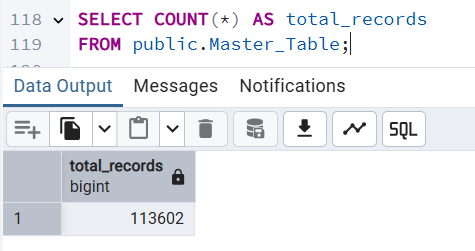 118 SELECT COUNT(*) AS total_records
119 FROM public.Master_Table;
Data Output Messages Notifications
SQL
total_records
bigint
1 113602